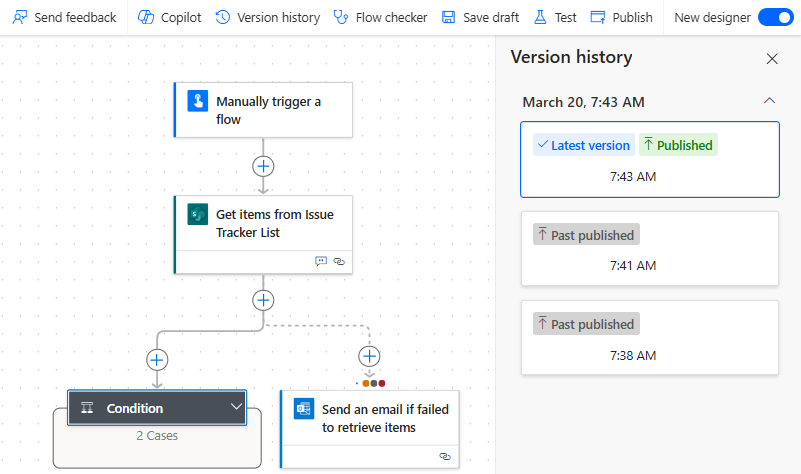 Send feedback
Copilot
Version history
Flow checker
Save draft
Test
Publish
New designer
Manually trigger a
flow
Get items from Issue
Tracker List
Condition
2 Cases
Send an email if failed
to retrieve items
Version history
March 20, 7:43 AM
Latest version
Published
7:43 AM
Past published
7:41 AM
Past published
7:38 AM